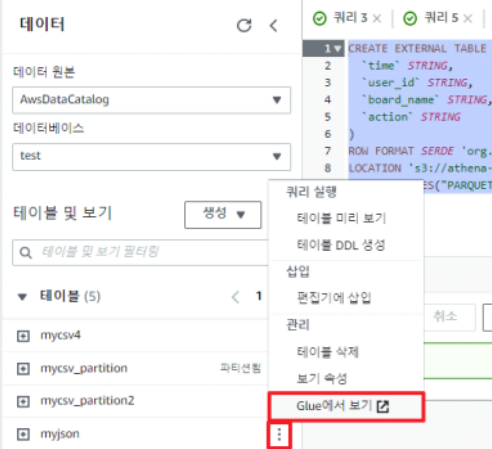 데이터
데이터 원본
AwsDataCatalog
데이터베이스
test
테이블 및 보기
생성
테이블 및 보기 필터링
테이블 (5)
1
mycsv4
mycsv_partition
파티션됨
mycsv_partition2
myjson
쿼리 3
쿼리 5
1 CREATE EXTERNAL TABLE
2 `time` STRING,
3 `user_id` STRING,
4 `board_name` STRING,
5 `action` STRING
6 )
7 ROW FORMAT SERDE 'org.
8 LOCATION 's3://athena-
ES("PARQUET
쿼리 실행
테이블 미리 보기
테이블 DDL 생성
삽입
편집기에 삽입
관리
테이블 삭제
보기 속성
Glue에서 보기
취소